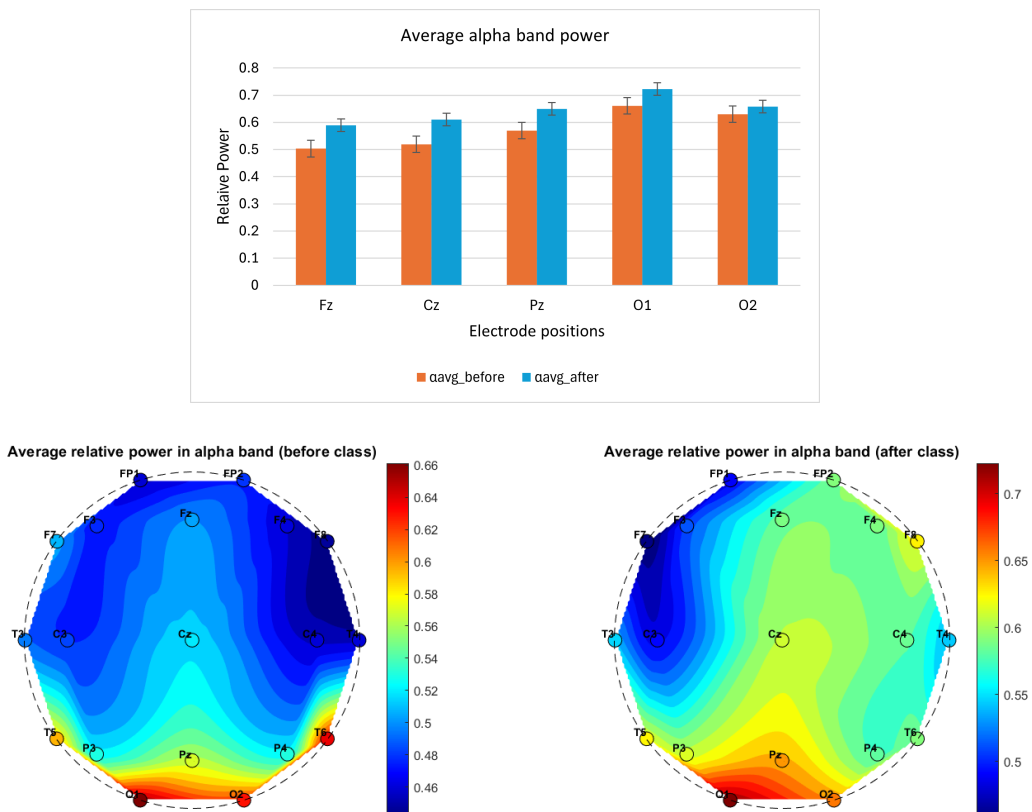 Average alpha band power
0.8
0.7
0.6
0.5
0.4
0.3
0.2
0.1
0
Relaive Power
Fz Cz Pz O1 O2
Electrode positions
αavg_before αavg_after
Average relative power in alpha band (before class)
FP1 FP2
F7 F3 Fz F4 F8
T3 C3 Cz C4 T4
T5 P3 Pz P4 T6
O1 O2
0.66
0.64
0.62
0.6
0.58
0.56
0.54
0.52
0.5
0.48
0.46
Average relative power in alpha band (after class)
FP1 FP2
F7 F3 Fz F4 F8
T3 C3 Cz C4 T4
T5 P3 Pz P4 T6
O1 O2
0.7
0.65
0.6
0.55
0.5